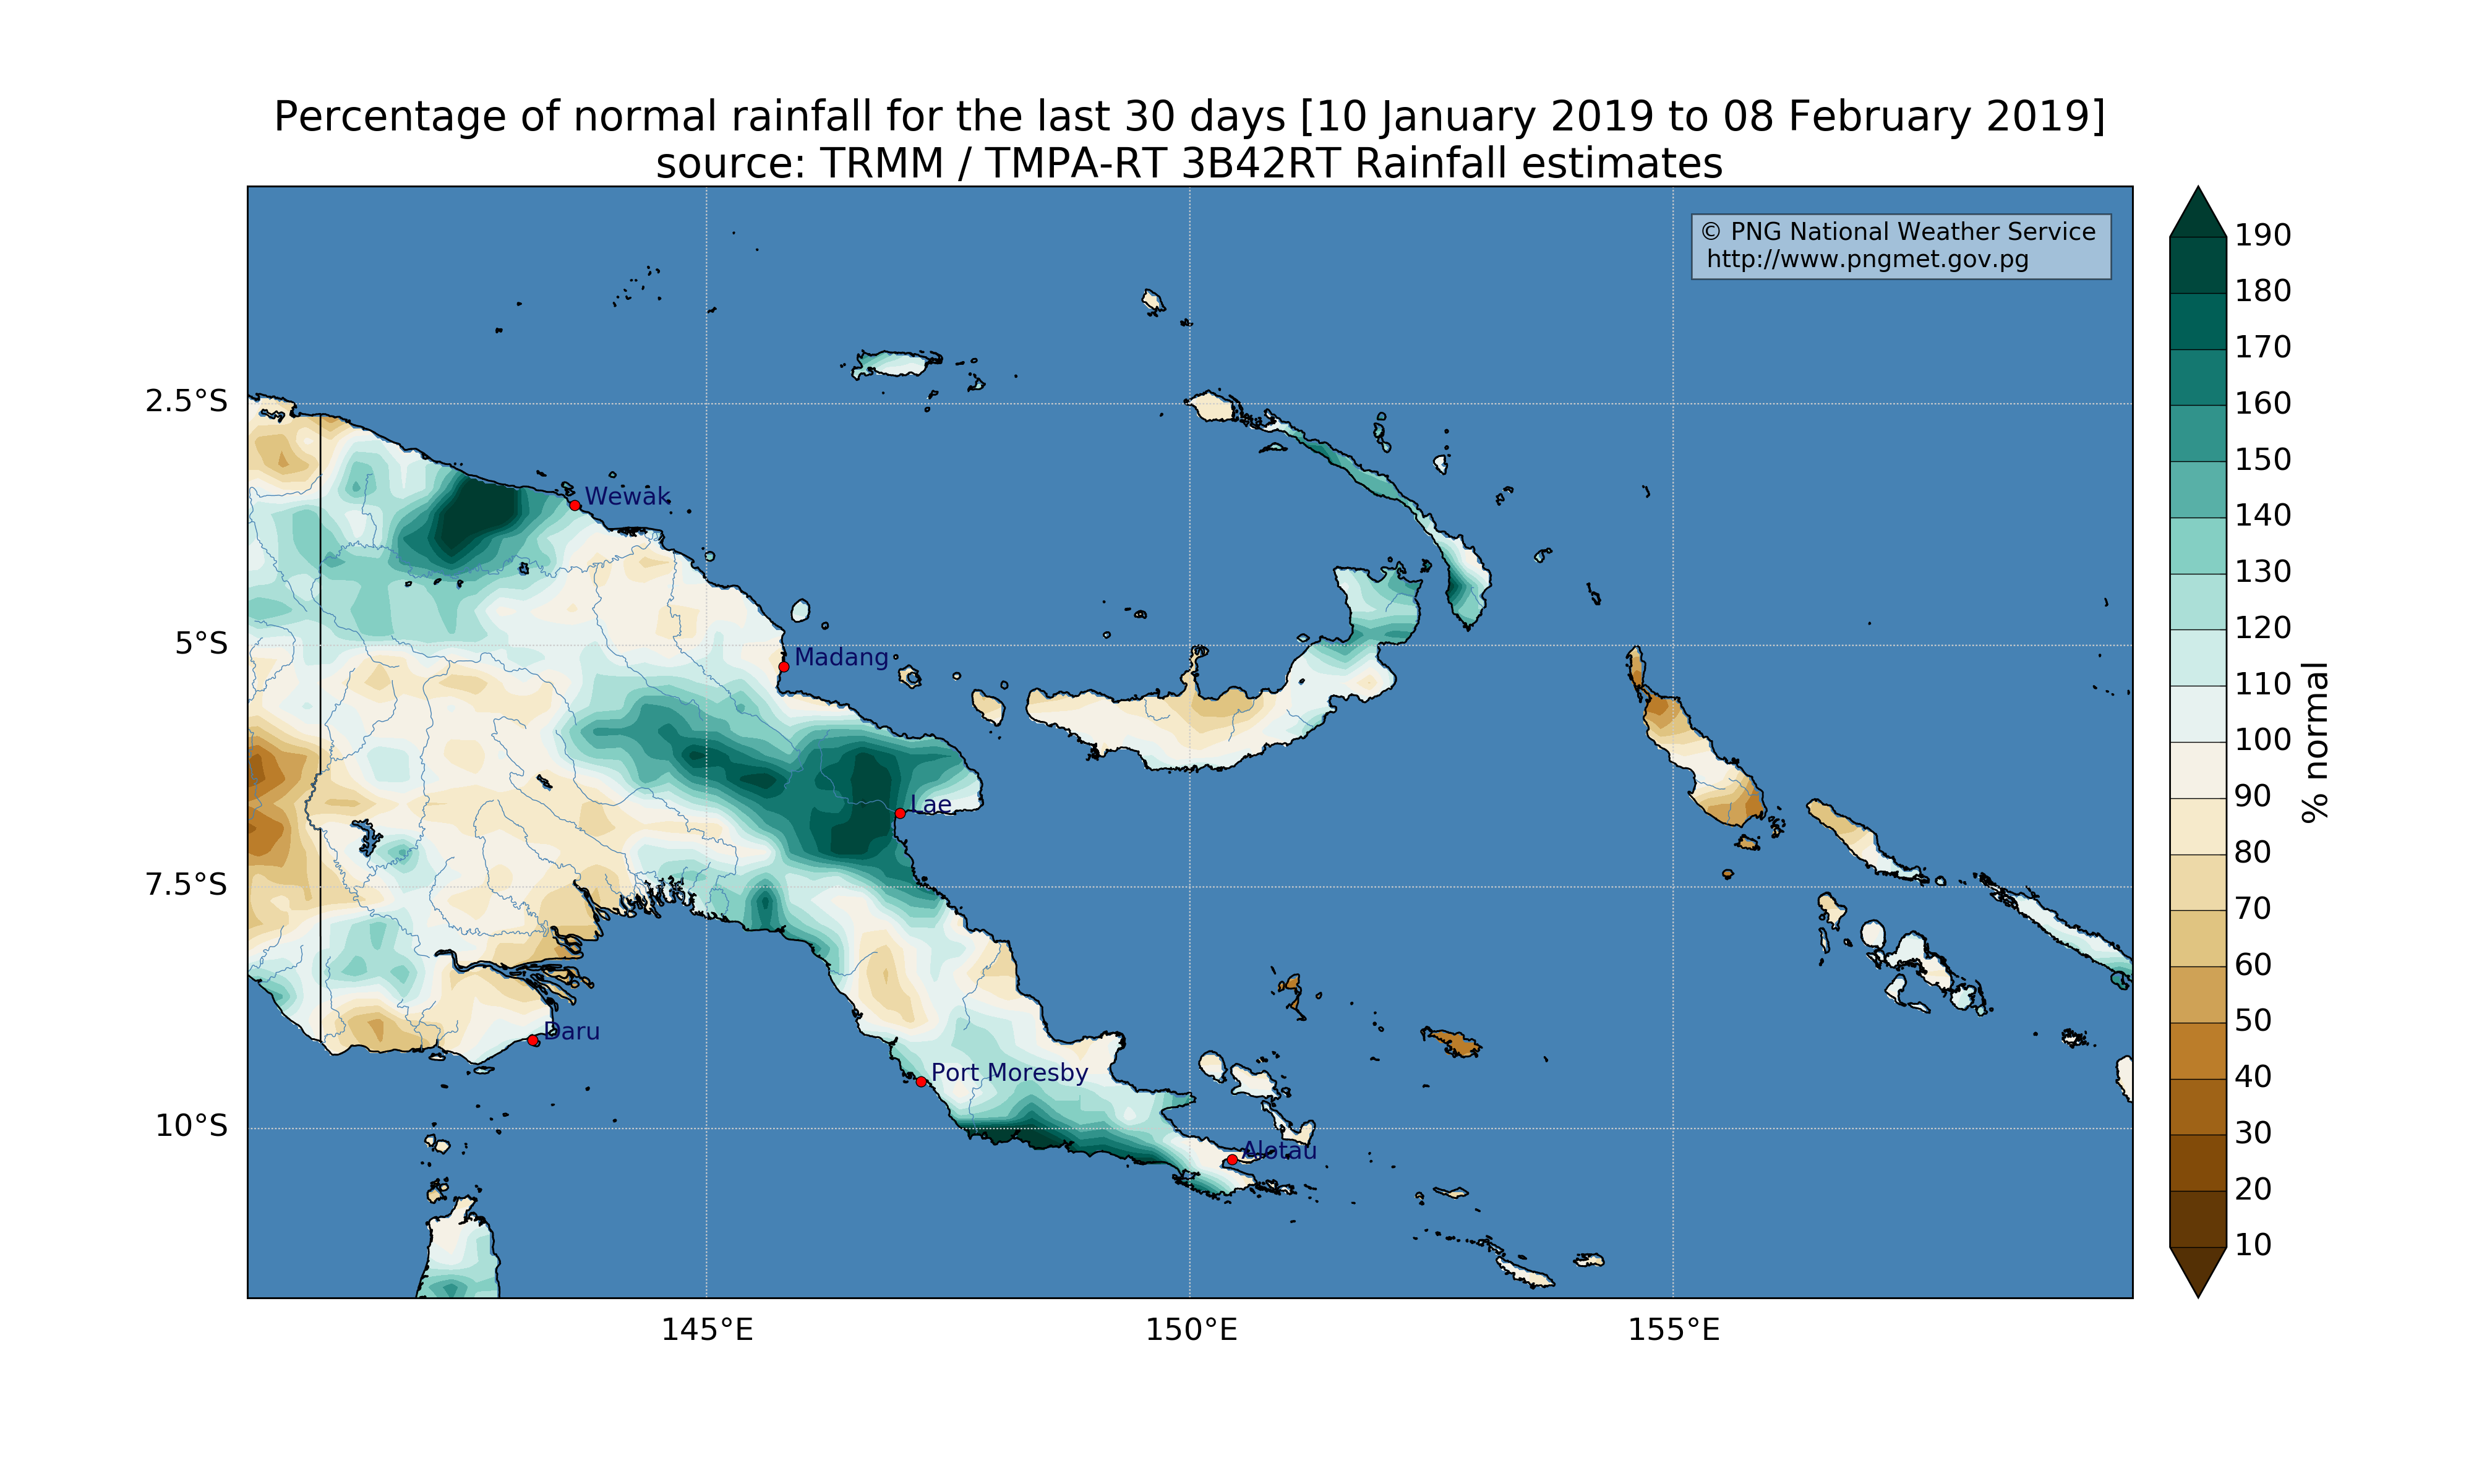 Percentage of normal rainfall for the last 30 days [10 January 2019 to 08 February 2019]
source: TRMM / TMPA-RT 3B42RT Rainfall estimates
© PNG National Weather Service
http://www.pngmet.gov.pg
190
180
170
160
150
140
130
120
110
100
90
80
70
60
50
40
30
20
10
% normal
2.5°S
5°S
7.5°S
10°S
Wewak
Madang
Lae
Daru
Port Moresby
Alotau
145°E
150°E
155°E